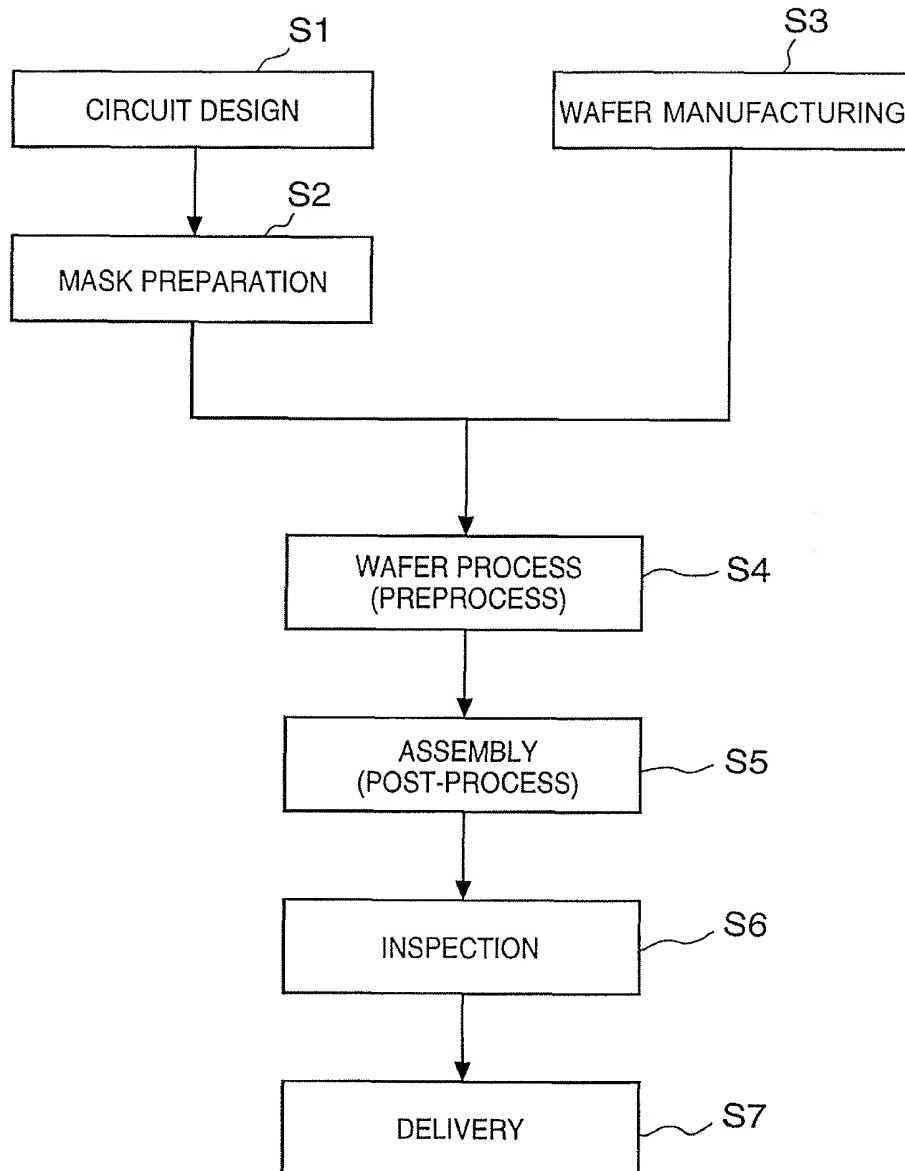 S1
CIRCUIT DESIGN
S3
WAFER MANUFACTURING
S2
MASK PREPARATION
WAFER PROCESS
(PREPROCESS)
S4
ASSEMBLY
(POST-PROCESS)
S5
INSPECTION
S6
DELIVERY
S7